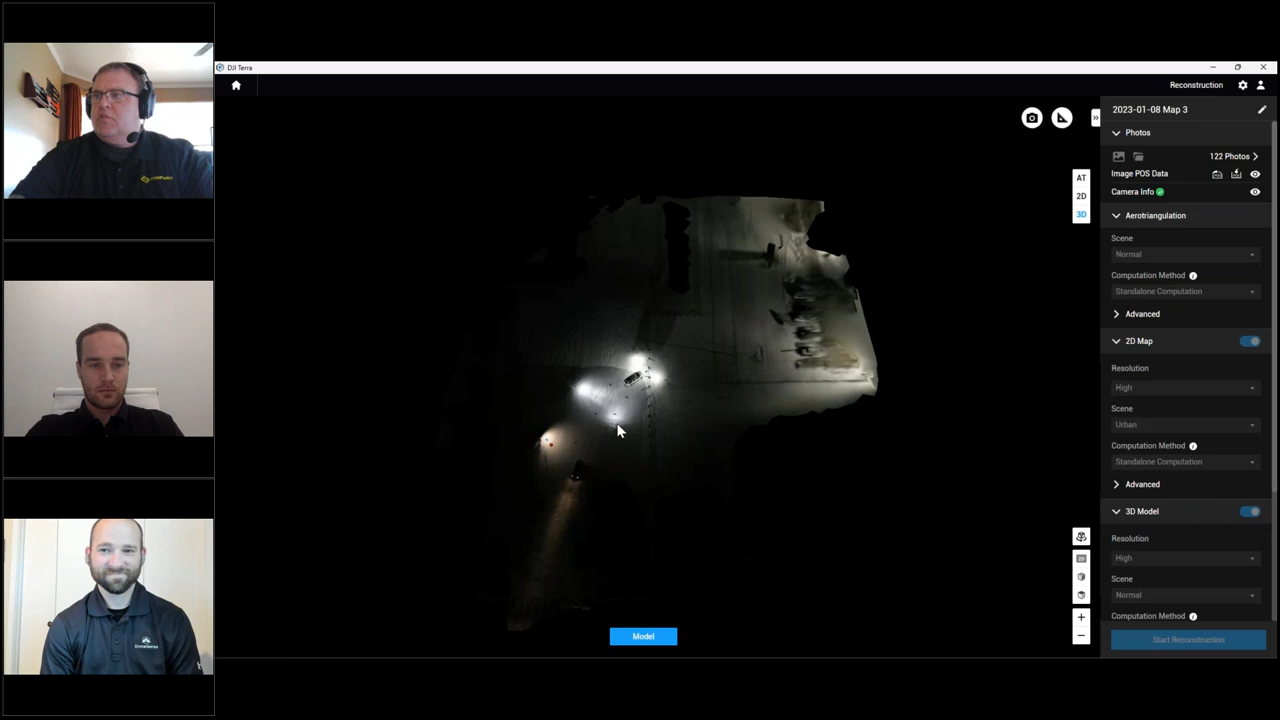 DJI Terra
Reconstruction
2023-01-08 Map 3
Photos
122 Photos
Image POS Data
Camera Info
Aerotriangulation
Scene
Normal
Computation Method
Standalone Computation
Advanced
2D Map
Resolution
High
Scene
Urban
Computation Method
Standalone Computation
Advanced
3D Model
Resolution
High
Scene
Normal
Computation Method
Start Reconstruction
AT
2D
3D
Model
DroneSense